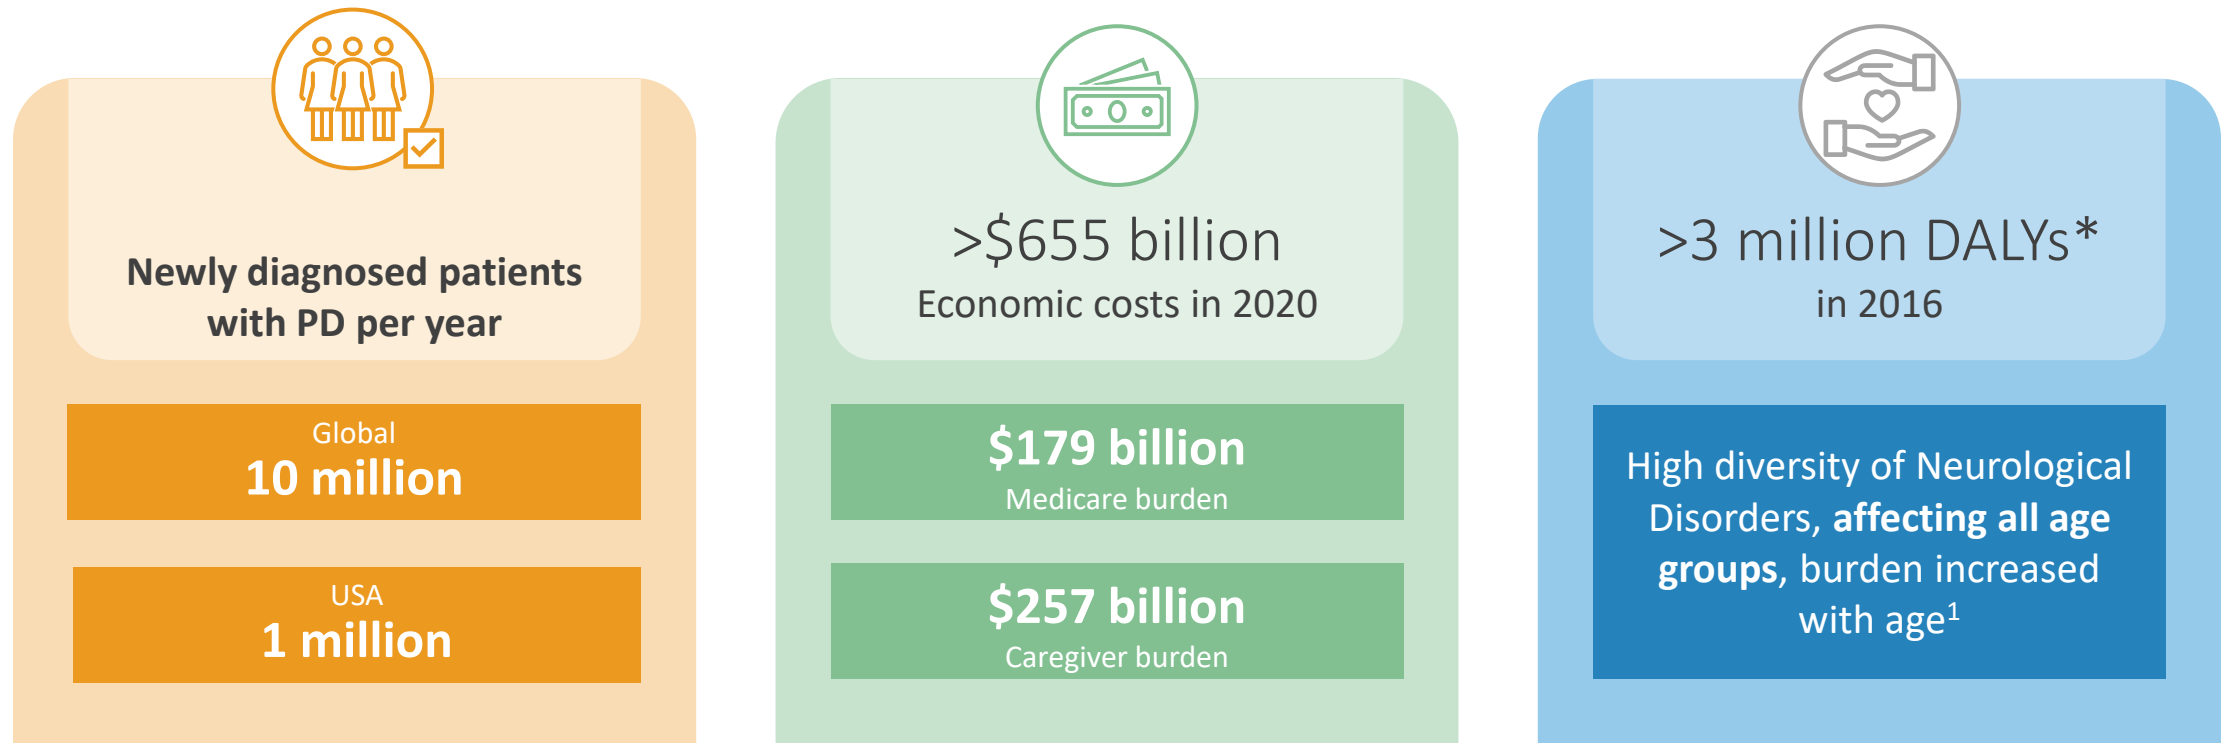 Newly diagnosed patients
with PD per year
Global
10 million
USA
1 million
>$655 billion
Economic costs in 2020
$179 billion
Medicare burden
$257 billion
Caregiver burden
>3 million DALYs*
in 2016
High diversity of Neurological
Disorders, affecting all age
groups, burden increased
with age¹